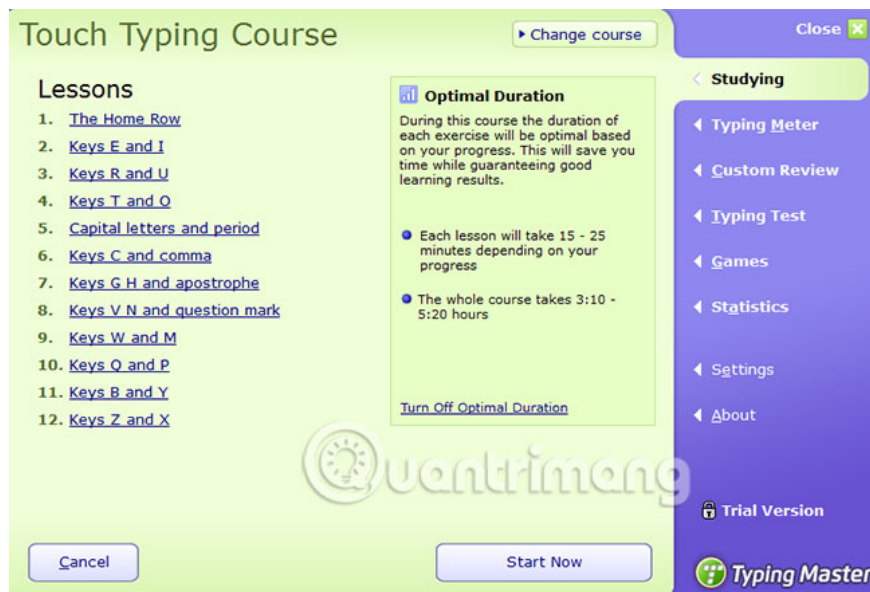 Touch Typing Course
Change course
Lessons
1. The Home Row
2. Keys E and I
3. Keys R and U
4. Keys T and O
5. Capital letters and period
6. Keys C and comma
7. Keys G H and apostrophe
8. Keys V N and question mark
9. Keys W and M
10. Keys Q and P
11. Keys B and Y
12. Keys Z and X
Optimal Duration
During this course the duration of
each exercise will be optimal based
on your progress. This will save you
time while guaranteeing good
learning results.
Each lesson will take 15 - 25
minutes depending on your
progress
The whole course takes 3:10 -
5:20 hours
Turn Off Optimal Duration
Cancel
Start Now
Close
Studying
Typing Meter
Custom Review
Typing Test
Games
Statistics
Settings
About
Trial Version
Typing Master
Quantrimang